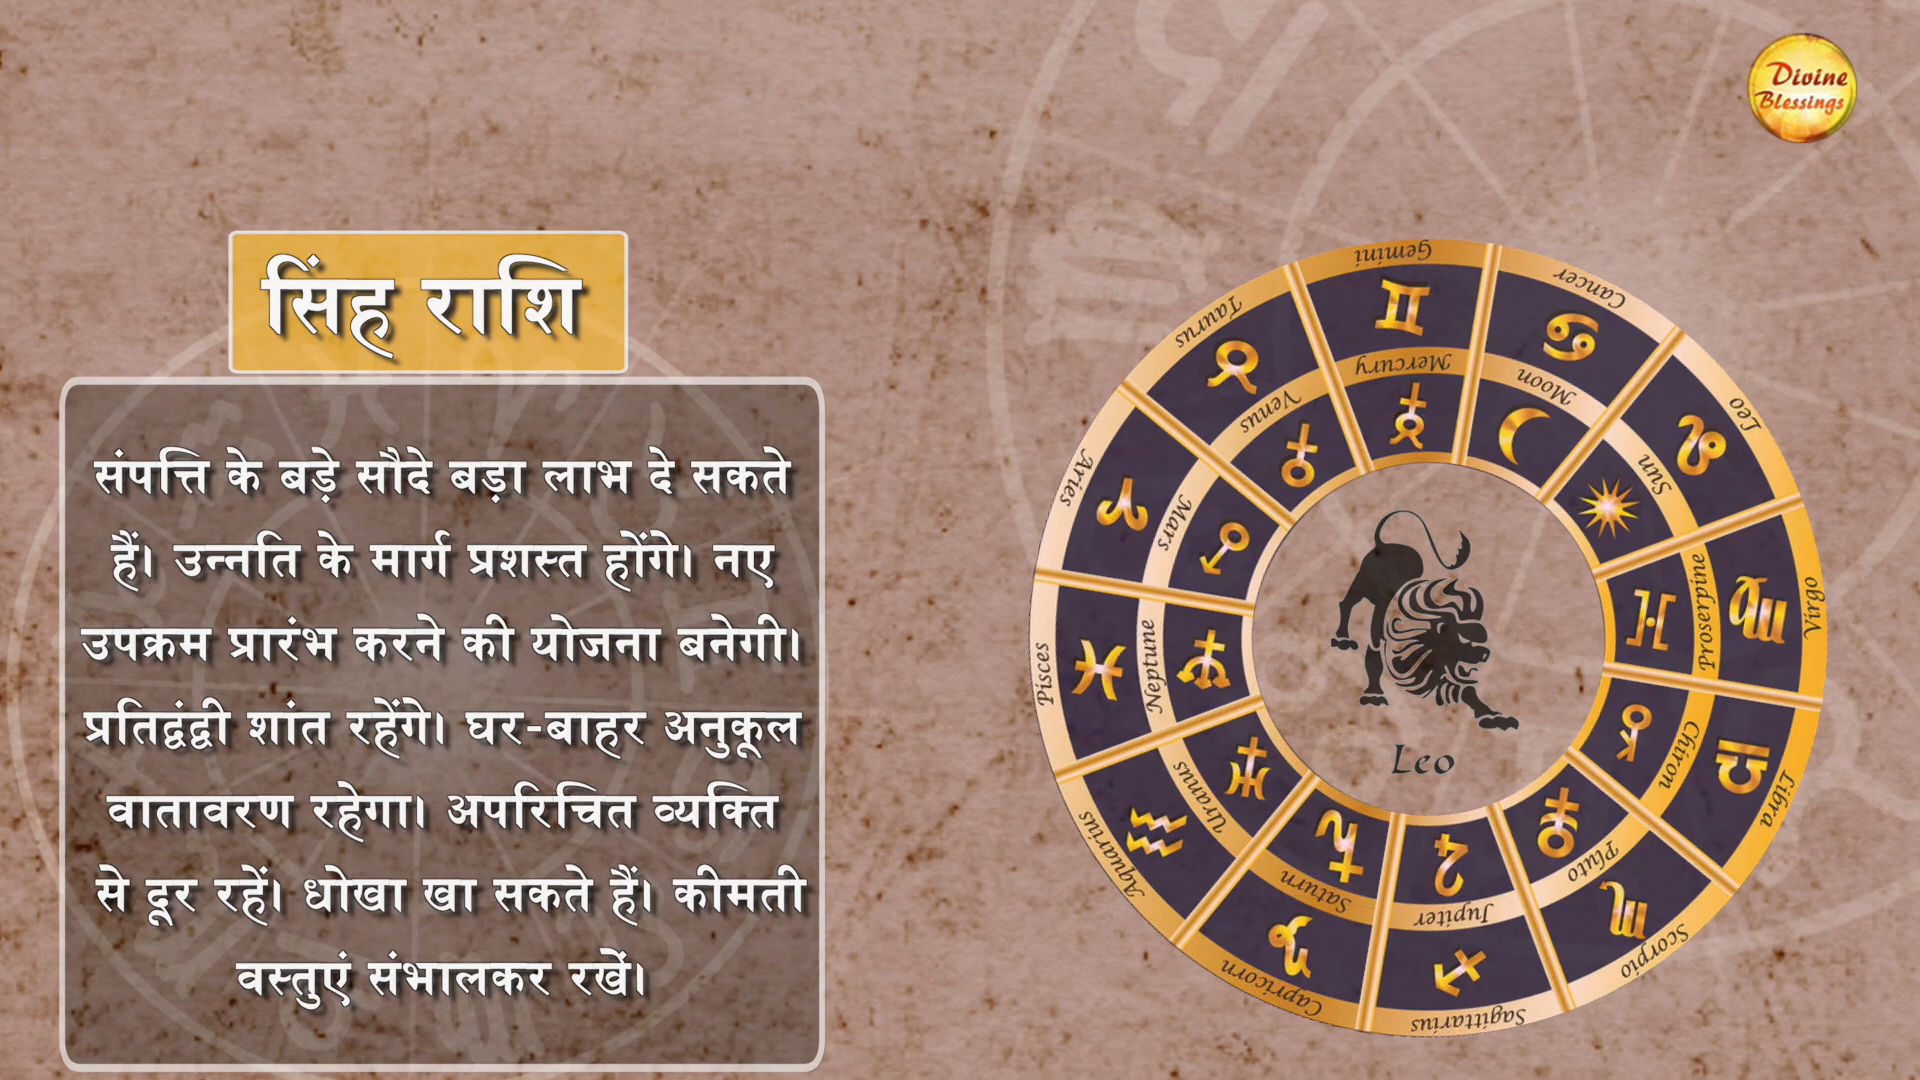 Divine
Blessings
सिंह राशि
संपत्ति के बड़े सौदे बड़ा लाभ दे सकते
हैं। उन्नति के मार्ग प्रशस्त होंगे। नए
उपक्रम प्रारंभ करने की योजना बनेगी।
प्रतिद्वंद्वी शांत रहेंगे। घर-बाहर अनुकूल
वातावरण रहेगा। अपरिचित व्यक्ति
से दूर रहें। धोखा खा सकते हैं। कीमती
वस्तुएं संभालकर रखें।
Gemini
Cancer
Leo
Virgo
Libra
Scorpio
Sagittarius
Capricorn
Aquarius
Pisces
Aries
Taurus
Mercury
Moon
Sun
Proserpine
Chiron
Pluto
Jupiter
Saturn
Uranus
Neptune
Mars
Venus
Leo